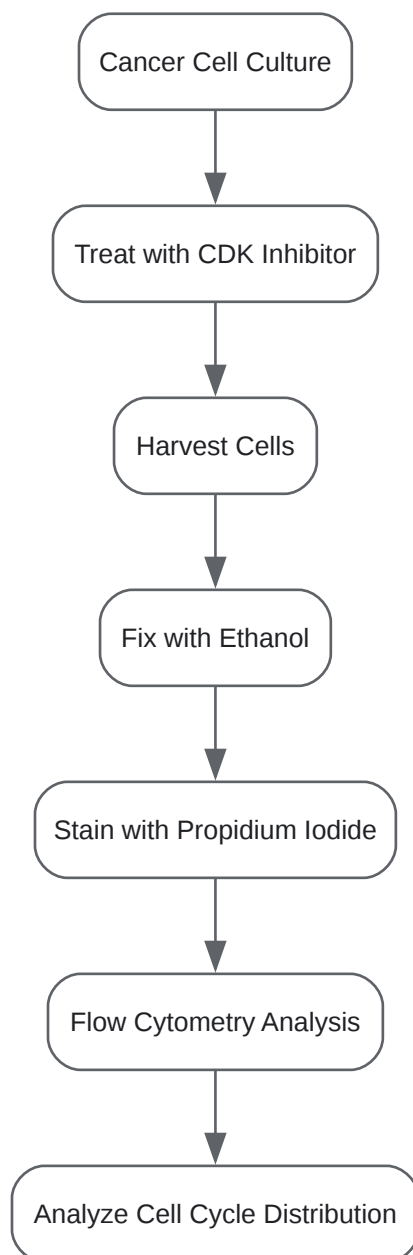 Cancer Cell Culture
Treat with CDK Inhibitor
Harvest Cells
Fix with Ethanol
Stain with Propidium Iodide
Flow Cytometry Analysis
Analyze Cell Cycle Distribution